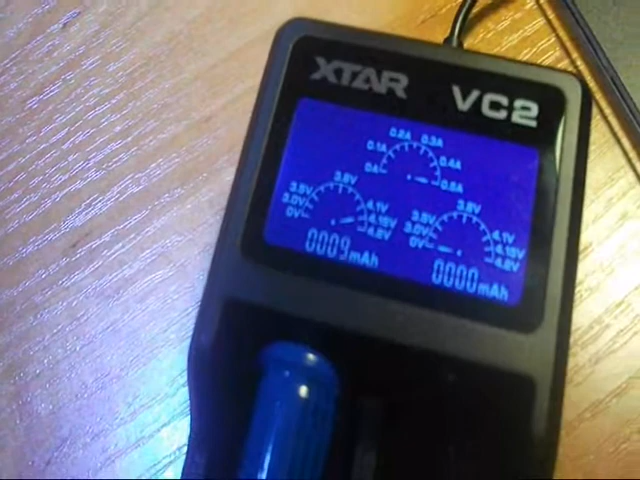 XTAR VC2
0A 0.1A 0.2A 0.3A 0.4A 0.5A
0V 3.0V 3.5V 3.8V 4.1V 4.15V 4.2V
0V 3.0V 3.5V 3.8V 4.1V 4.15V 4.2V
0009mAh
0000mAh